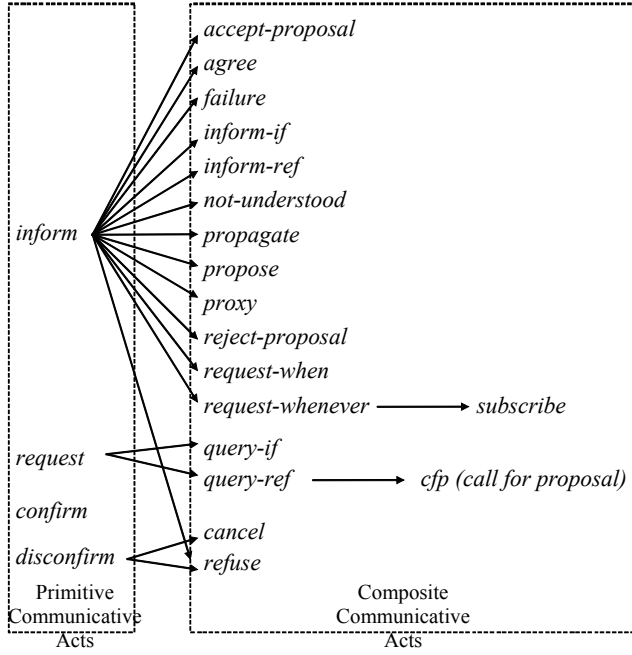 accept-proposal
agree
failure
inform-if
inform-ref
not-understood
inform
propagate
propose
proxy
reject-proposal
request-when
request-whenever
subscribe
query-if
request
query-ref
cfp (call for proposal)
confirm
cancel
disconfirm
refuse
Primitive
Communicative
Acts
Composite
Communicative
Acts